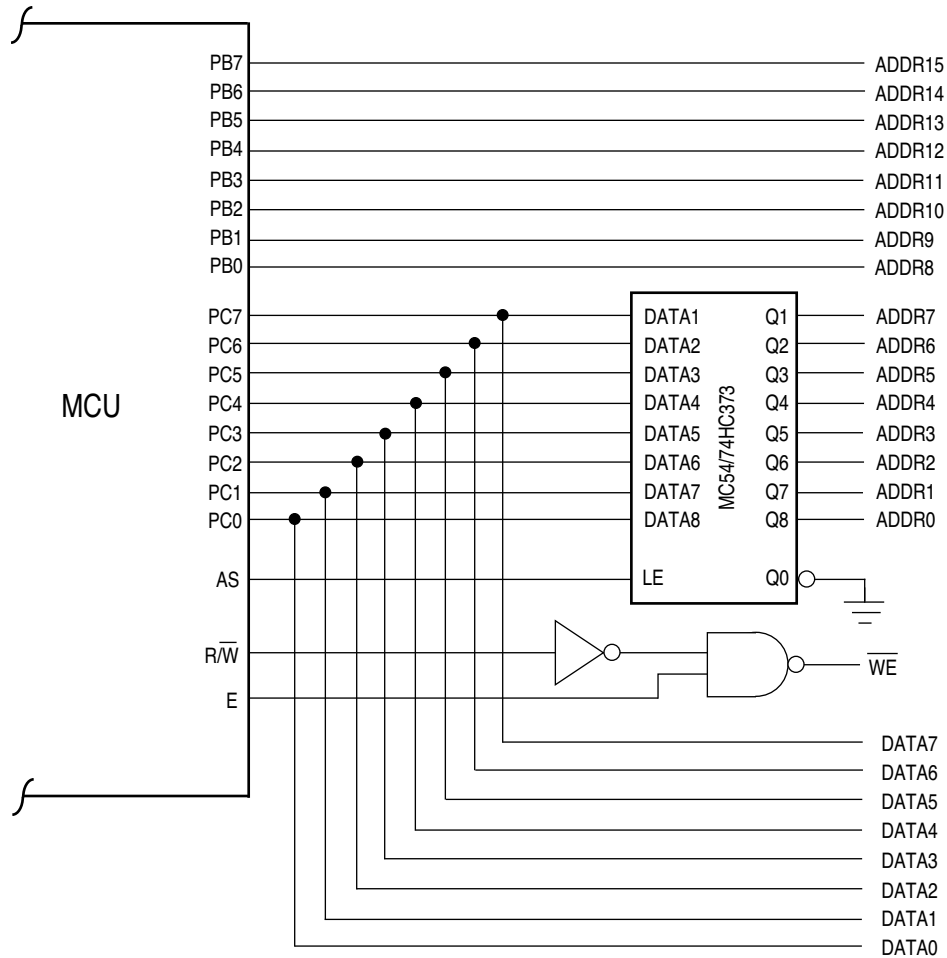 PB7 ADDR15
PB6 ADDR14
PB5 ADDR13
PB4 ADDR12
PB3 ADDR11
PB2 ADDR10
PB1 ADDR9
PB0 ADDR8
PC7 DATA1 Q1 ADDR7
PC6 DATA2 Q2 ADDR6
PC5 DATA3 Q3 ADDR5
MCU PC4 DATA4 Q4 ADDR4
PC3 DATA5 Q5 ADDR3
PC2 DATA6 Q6 ADDR2
PC1 DATA7 Q7 ADDR1
PC0 DATA8 Q8 ADDR0
MC54/74HC373
AS LE Q0
R/W̅ W̅E̅
E
DATA7
DATA6
DATA5
DATA4
DATA3
DATA2
DATA1
DATA0